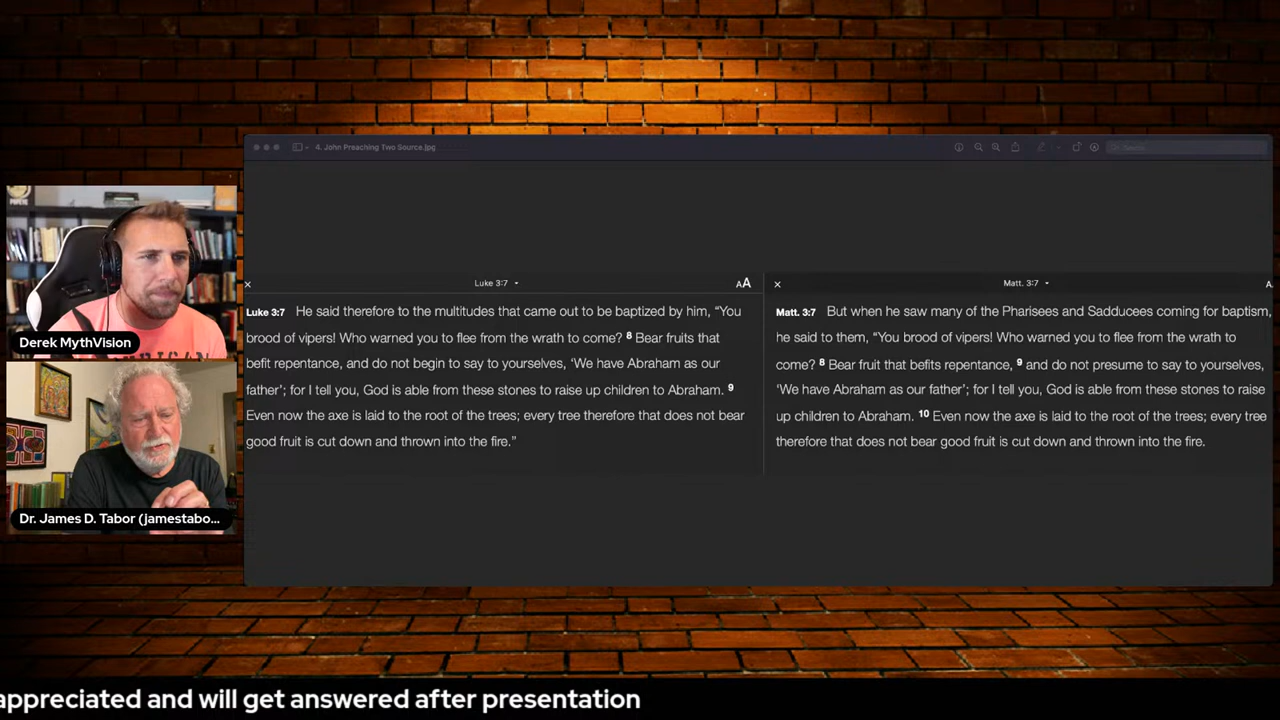 4. John Preaching Two Source.jpg
Luke 3:7
AA
Matt. 3:7
A
Luke 3:7 He said therefore to the multitudes that came out to be baptized by him, “You
brood of vipers! Who warned you to flee from the wrath to come? 8 Bear fruits that
befit repentance, and do not begin to say to yourselves, ‘We have Abraham as our
father’; for I tell you, God is able from these stones to raise up children to Abraham. 9
Even now the axe is laid to the root of the trees; every tree therefore that does not bear
good fruit is cut down and thrown into the fire.”
Matt. 3:7 But when he saw many of the Pharisees and Sadducees coming for baptism,
he said to them, “You brood of vipers! Who warned you to flee from the wrath to
come? 8 Bear fruit that befits repentance, 9 and do not presume to say to yourselves,
‘We have Abraham as our father’; for I tell you, God is able from these stones to raise
up children to Abraham. 10 Even now the axe is laid to the root of the trees; every tree
therefore that does not bear good fruit is cut down and thrown into the fire.
Derek MythVision
Dr. James D. Tabor (jamestabo...
appreciated and will get answered after presentation